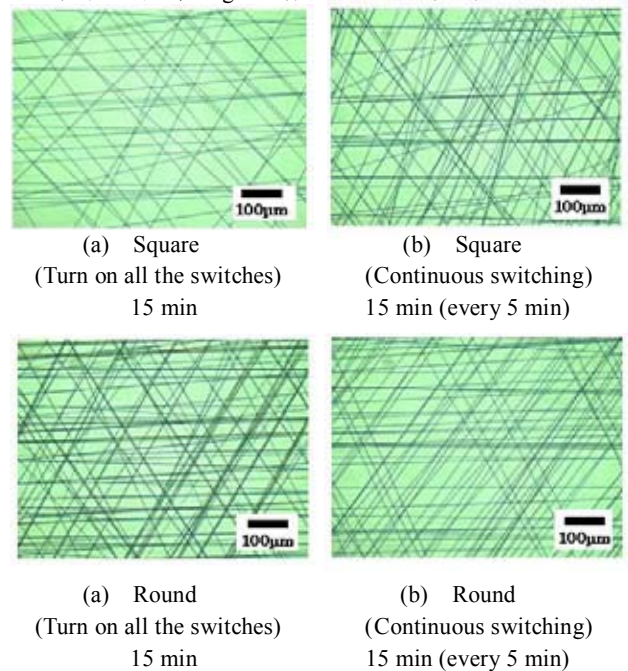 100μm
100μm
(a) Square
(b) Square
(Turn on all the switches)
(Continuous switching)
15 min
15 min (every 5 min)
100μm
100μm
(a) Round
(b) Round
(Turn on all the switches)
(Continuous switching)
15 min
15 min (every 5 min)